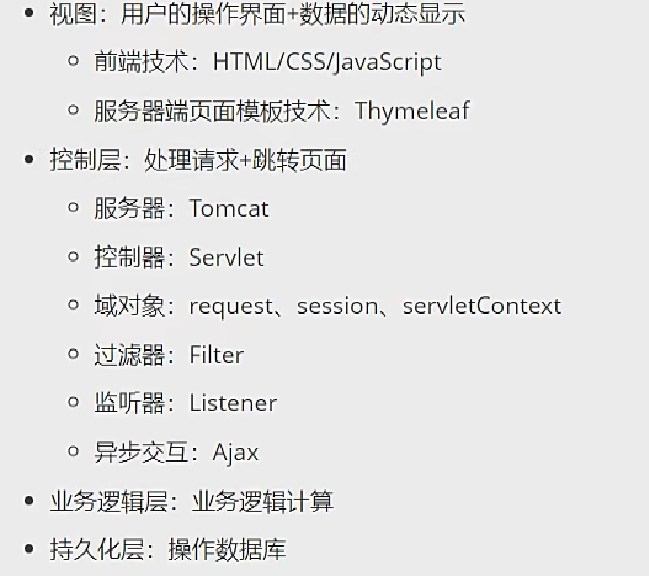 视图：用户的操作界面+数据的动态显示
前端技术：HTML/CSS/JavaScript
服务器端页面模板技术：Thymeleaf
控制层：处理请求+跳转页面
服务器：Tomcat
控制器：Servlet
域对象：request、session、servletContext
过滤器：Filter
监听器：Listener
异步交互：Ajax
业务逻辑层：业务逻辑计算
持久化层：操作数据库